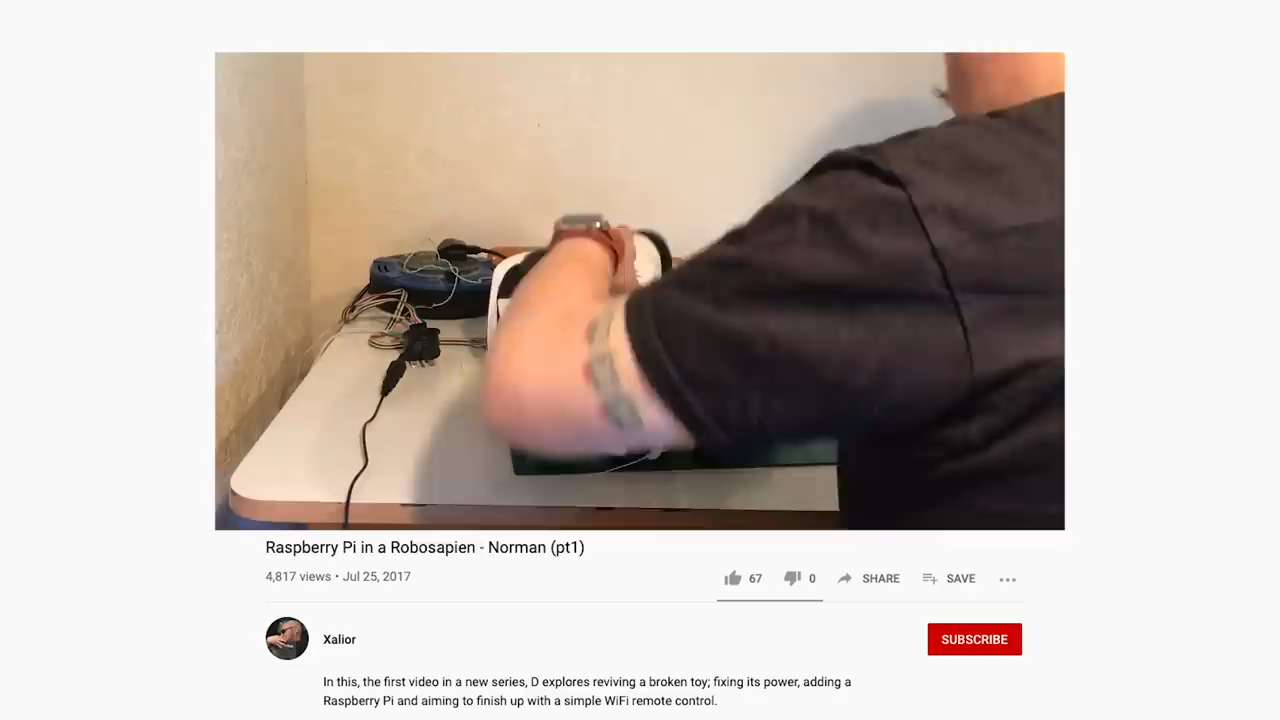 Raspberry Pi in a Robosapien - Norman (pt1)
4,817 views • Jul 25, 2017
67
0
SHARE
SAVE
Xalior
SUBSCRIBE
In this, the first video in a new series, D explores reviving a broken toy; fixing its power, adding a
Raspberry Pi and aiming to finish up with a simple WiFi remote control.